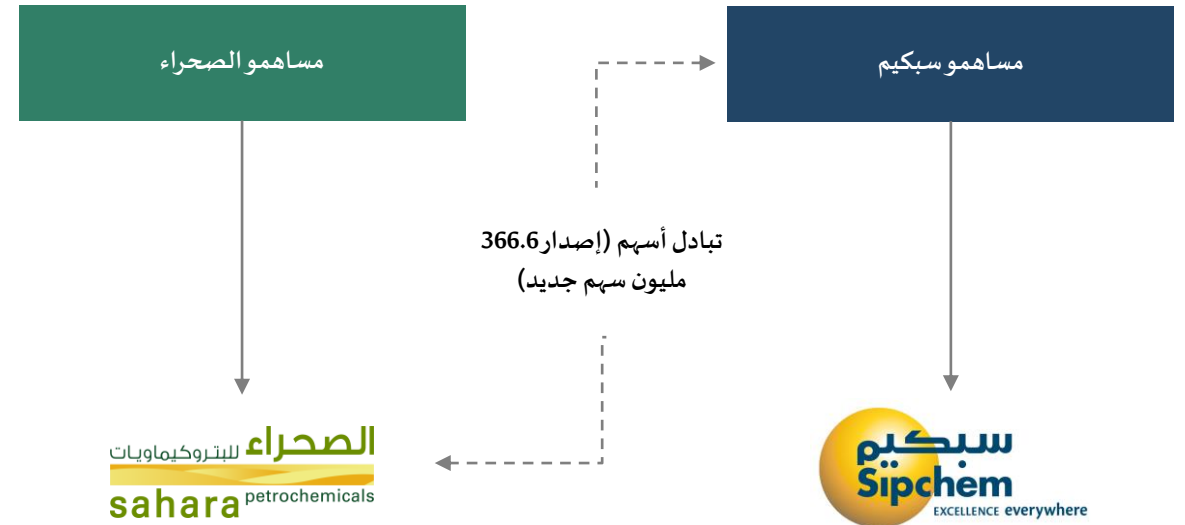 مساهمو سبكيم
مساهمو الصحراء
تبادل أسهم (إصدار 366.6
مليون سهم جديد)
سبكيم
Sipchem
EXCELLENCE everywhere
الصحراء للبتروكيماويات
sahara petrochemicals